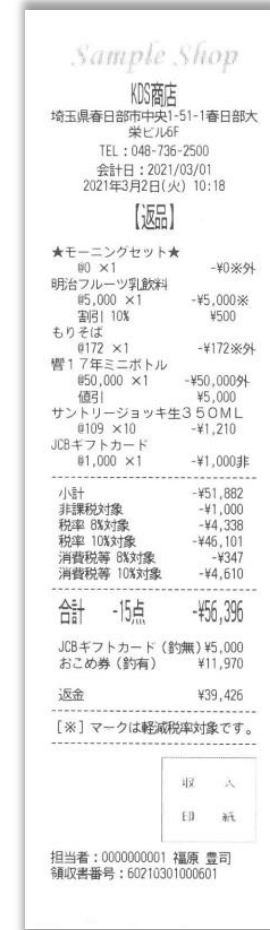 Sample Shop
KDS商店
埼玉県春日部市中央1-51-1春日部大
栄ビル6F
TEL：048-736-2500
会計日：2021/03/01
2021年3月2日(火) 10:18
【返品】
★モーニングセット★
@0 ×1 -¥0※外
明治フルーツ乳飲料
@5,000 ×1 -¥5,000※
割引 10% ¥500
もりそば
@172 ×1 -¥172※外
響１７年ミニボトル
@50,000 ×1 -¥50,000外
値引 ¥5,000
サントリージョッキ生３５０ＭＬ
@109 ×10 -¥1,210
JCBギフトカード
@1,000 ×1 -¥1,000非
小計 -¥51,882
非課税対象 -¥1,000
税率 8%対象 -¥4,338
税率 10%対象 -¥46,101
消費税等 8%対象 -¥347
消費税等 10%対象 -¥4,610
合計 -15点 -¥56,396
JCBギフトカード（釣無）¥5,000
おこめ券（釣有） ¥11,970
返金 ¥39,426
[※] マークは軽減税率対象です。
収 入
印 紙
担当者：0000000001 福原 豊司
領収書番号：60210301000601